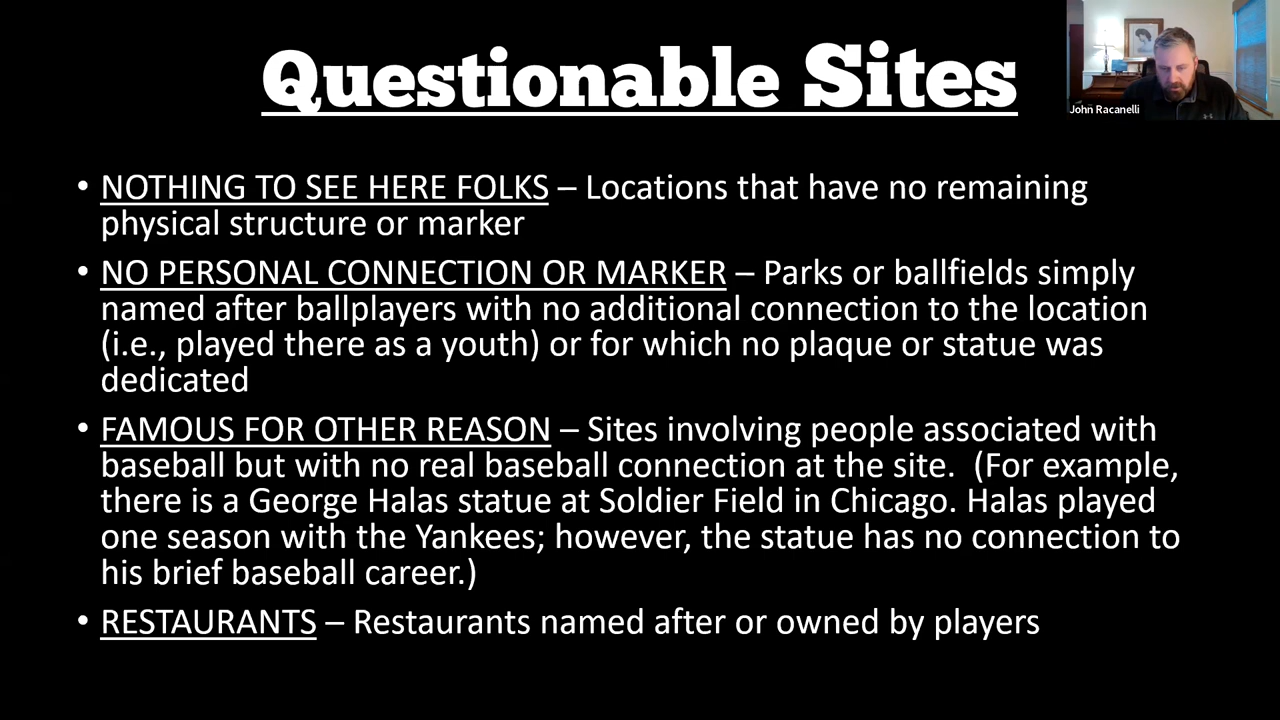 Questionable Sites
John Racanelli
• NOTHING TO SEE HERE FOLKS – Locations that have no remaining
physical structure or marker
• NO PERSONAL CONNECTION OR MARKER – Parks or ballfields simply
named after ballplayers with no additional connection to the location
(i.e., played there as a youth) or for which no plaque or statue was
dedicated
• FAMOUS FOR OTHER REASON – Sites involving people associated with
baseball but with no real baseball connection at the site.  (For example,
there is a George Halas statue at Soldier Field in Chicago. Halas played
one season with the Yankees; however, the statue has no connection to
his brief baseball career.)
• RESTAURANTS – Restaurants named after or owned by players